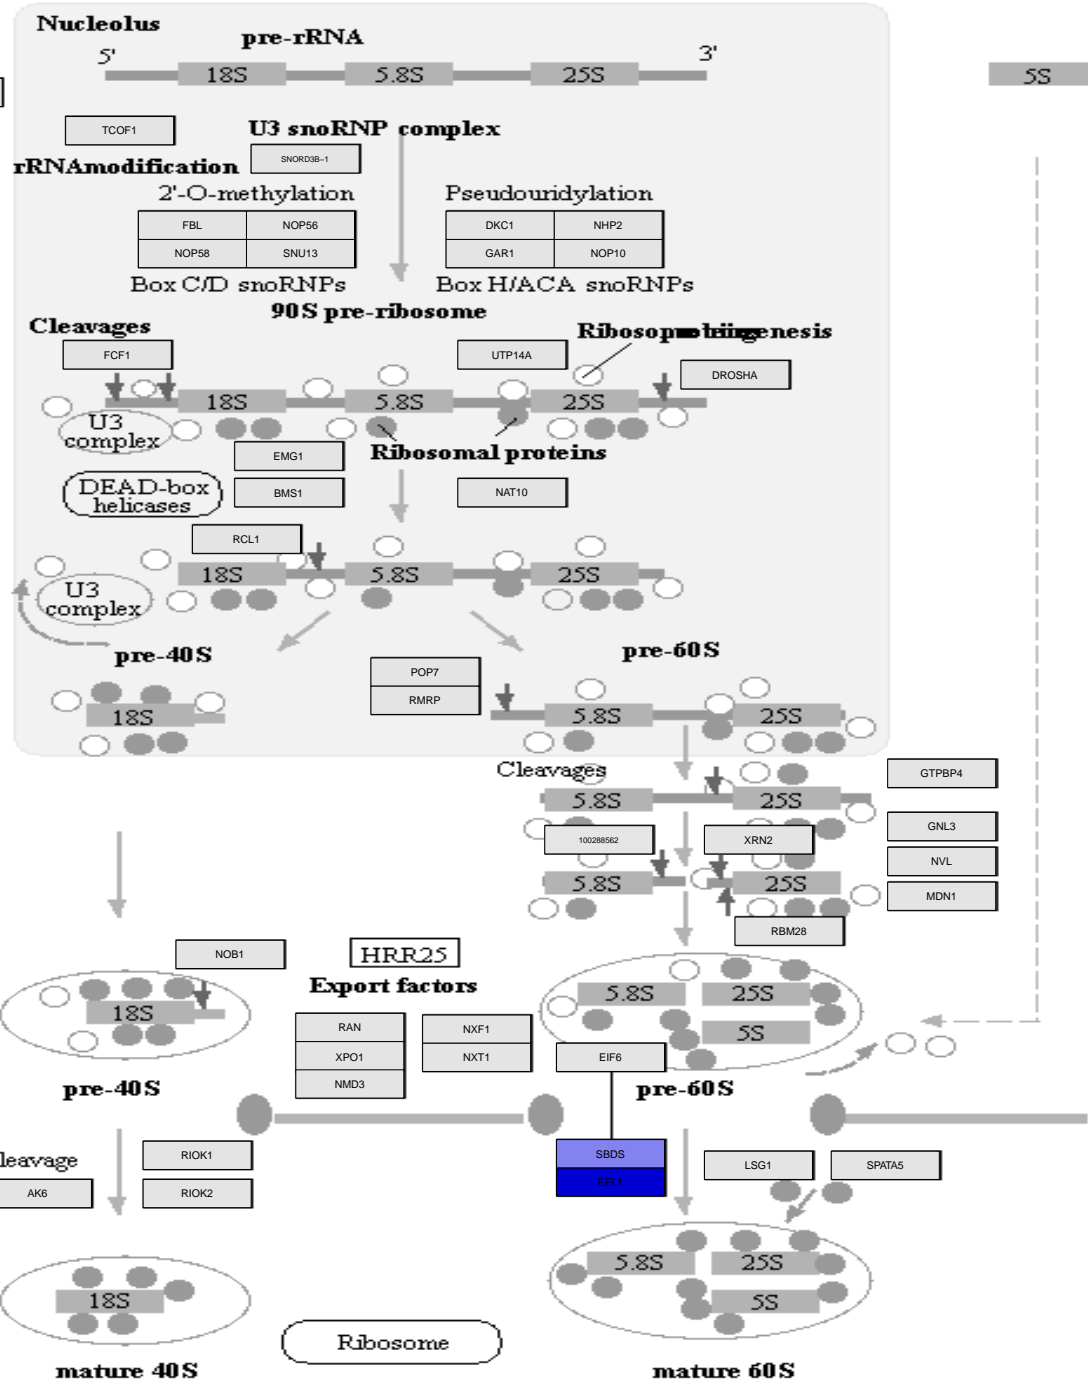 Nucleolus
pre-rRNA
5'
3'
18S
5.8S
25S
5S
TCOF1
U3 snoRNP complex
SNORD3B-1
rRNAmodification
2'-O-methylation
Pseudouridylation
FBL
NOP56
DKC1
NHP2
NOP58
SNU13
GAR1
NOP10
Box C/D snoRNPs
Box H/ACA snoRNPs
90S pre-ribosome
Cleavages
FCF1
UTP14A
DROSHA
18S
5.8S
25S
U3
complex
Ribosomal proteins
EMG1
DEAD-box
helicases
BMS1
NAT10
RCL1
18S
5.8S
25S
U3
complex
pre-40S
pre-60S
POP7
RMRP
18S
5.8S
25S
Cleavages
GTPBP4
5.8S
25S
GNL3
100288562
XRN2
NVL
5.8S
25S
MDN1
RBM28
NOB1
HRR25
Export factors
18S
5.8S
25S
5S
RAN
NXF1
XPO1
NXT1
NMD3
EIF6
pre-40S
pre-60S
leavage
RIOK1
SBDS
EFL1
LSG1
SPATA5
AK6
RIOK2
18S
5.8S
25S
5S
Ribosome
mature 40S
mature 60S